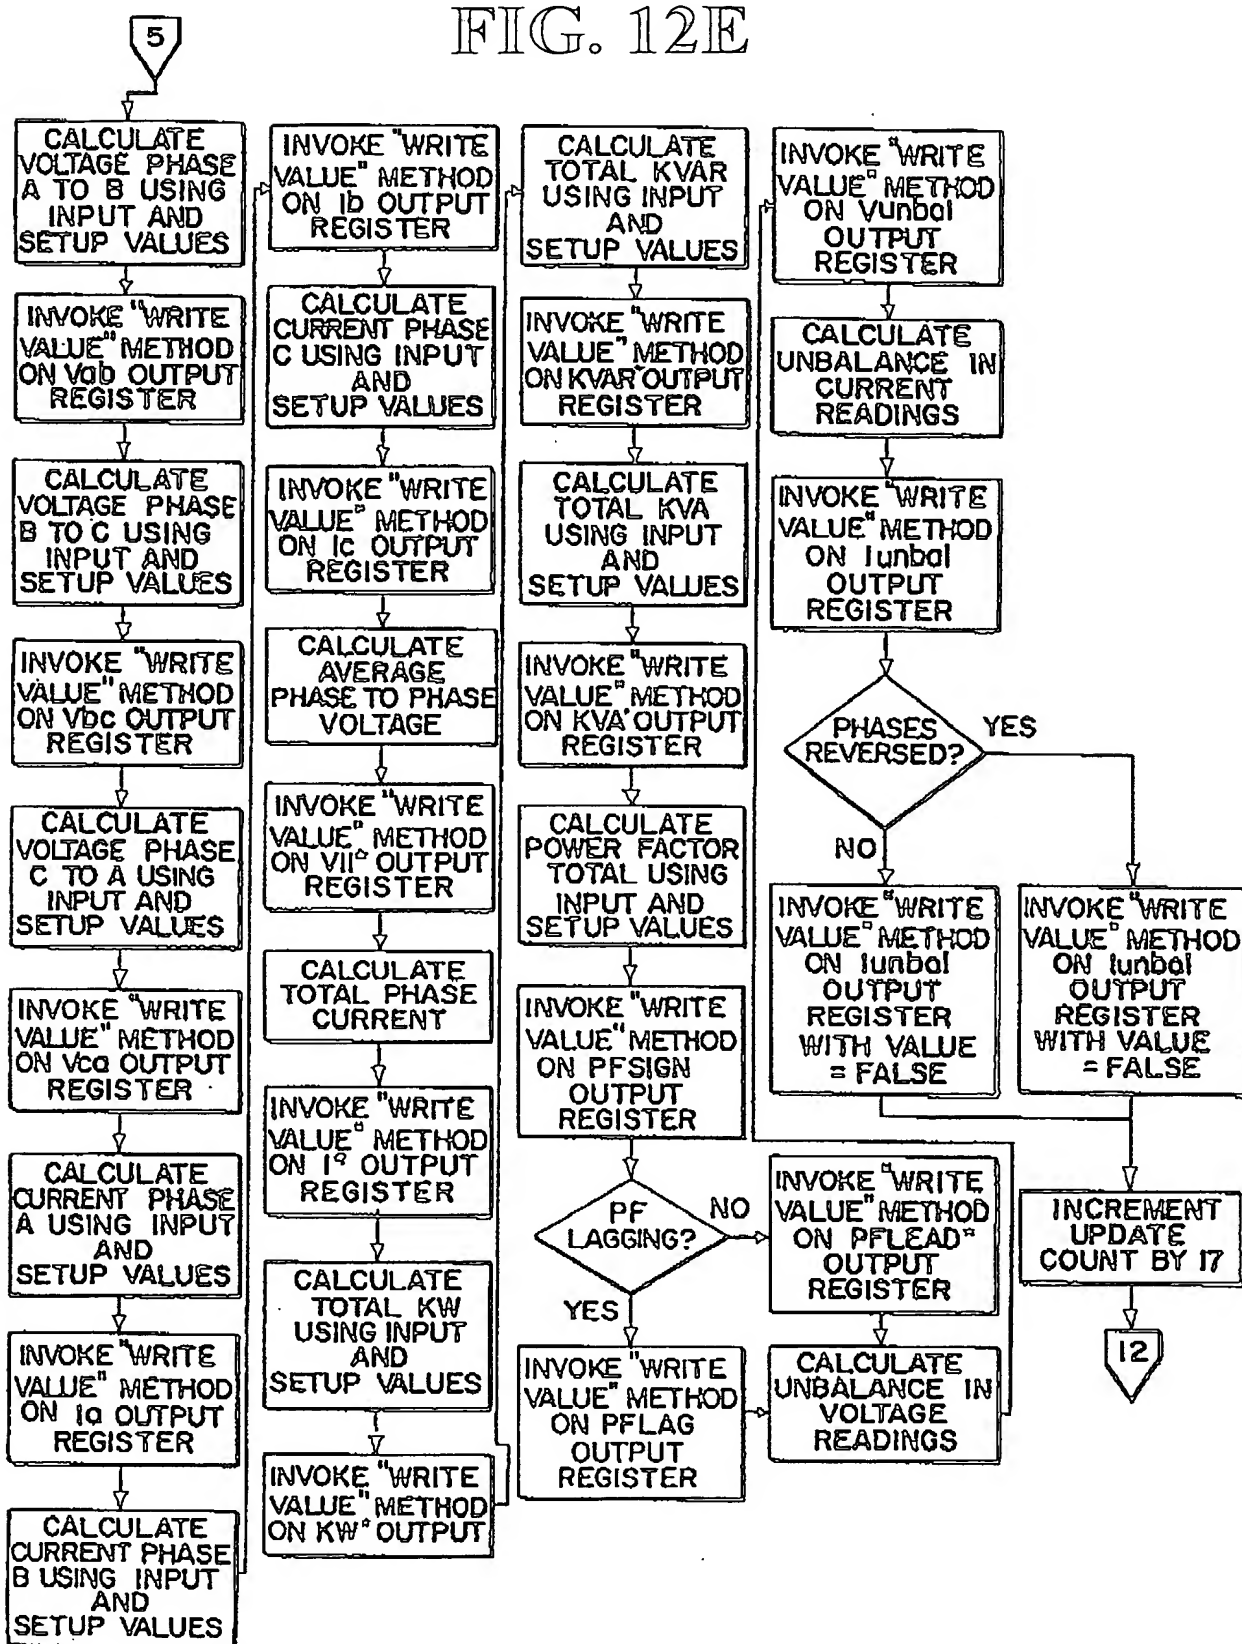 FIG. 12E
5
CALCULATE
VOLTAGE PHASE
A TO B USING
INPUT AND
SETUP VALUES
INVOKE "WRITE
VALUE" METHOD
ON Vab OUTPUT
REGISTER
CALCULATE
VOLTAGE PHASE
B TO C USING
INPUT AND
SETUP VALUES
INVOKE "WRITE
VALUE" METHOD
ON Vbc OUTPUT
REGISTER
CALCULATE
VOLTAGE PHASE
C TO A USING
INPUT AND
SETUP VALUES
INVOKE "WRITE
VALUE" METHOD
ON Vca OUTPUT
REGISTER
CALCULATE
CURRENT PHASE
A USING INPUT
AND
SETUP VALUES
INVOKE "WRITE
VALUE" METHOD
ON Ia OUTPUT
REGISTER
CALCULATE
CURRENT PHASE
B USING INPUT
AND
SETUP VALUES
INVOKE "WRITE
VALUE" METHOD
ON Ib OUTPUT
REGISTER
CALCULATE
CURRENT PHASE
C USING INPUT
AND
SETUP VALUES
INVOKE "WRITE
VALUE" METHOD
ON Ic OUTPUT
REGISTER
CALCULATE
AVERAGE
PHASE TO PHASE
VOLTAGE
INVOKE "WRITE
VALUE" METHOD
ON Vll* OUTPUT
REGISTER
CALCULATE
TOTAL PHASE
CURRENT
INVOKE "WRITE
VALUE" METHOD
ON I* OUTPUT
REGISTER
CALCULATE
TOTAL KW
USING INPUT
AND
SETUP VALUES
INVOKE "WRITE
VALUE" METHOD
ON KW* OUTPUT
CALCULATE
TOTAL KVAR
USING INPUT
AND
SETUP VALUES
INVOKE "WRITE
VALUE" METHOD
ON KVAR* OUTPUT
REGISTER
CALCULATE
TOTAL KVA
USING INPUT
AND
SETUP VALUES
INVOKE "WRITE
VALUE" METHOD
ON KVA* OUTPUT
REGISTER
CALCULATE
POWER FACTOR
TOTAL USING
INPUT AND
SETUP VALUES
INVOKE "WRITE
VALUE" METHOD
ON PFSIGN
OUTPUT
REGISTER
PF
LAGGING?
NO
YES
INVOKE "WRITE
VALUE" METHOD
ON PFLAG
OUTPUT
REGISTER
INVOKE "WRITE
VALUE" METHOD
ON PFLEAD*
OUTPUT
REGISTER
CALCULATE
UNBALANCE IN
VOLTAGE
READINGS
INVOKE "WRITE
VALUE" METHOD
ON Vunbal
OUTPUT
REGISTER
CALCULATE
UNBALANCE IN
CURRENT
READINGS
INVOKE "WRITE
VALUE" METHOD
ON Iunbal
OUTPUT
REGISTER
PHASES
REVERSED?
YES
NO
INVOKE "WRITE
VALUE" METHOD
ON Iunbal
OUTPUT
REGISTER
WITH VALUE
= FALSE
INVOKE "WRITE
VALUE" METHOD
ON Iunbal
OUTPUT
REGISTER
WITH VALUE
= FALSE
INCREMENT
UPDATE
COUNT BY 17
12